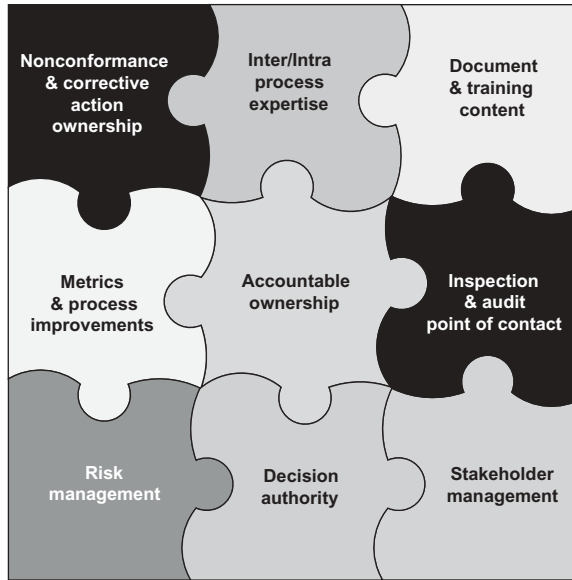 Nonconformance
& corrective
action
ownership
Inter/Intra
process
expertise
Document
& training
content
Metrics
& process
improvements
Accountable
ownership
Inspection
& audit
point of contact
Risk
management
Decision
authority
Stakeholder
management